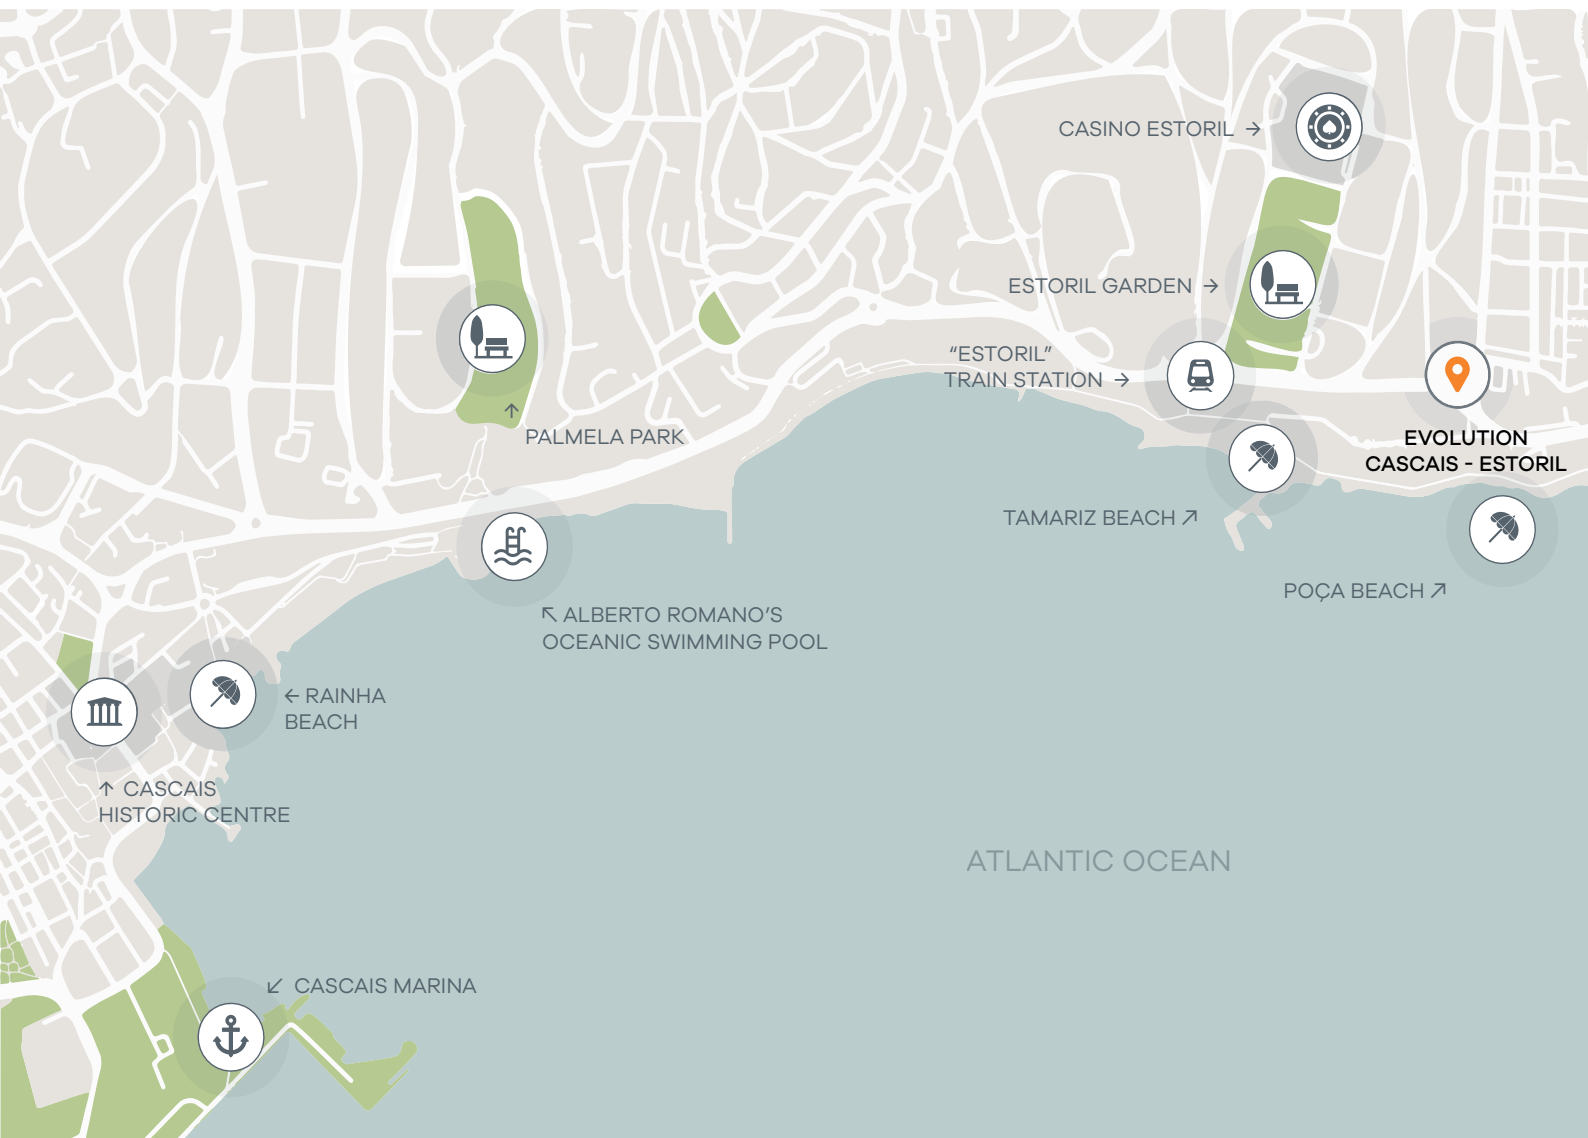 CASINO ESTORIL →
ESTORIL GARDEN →
“ESTORIL”
TRAIN STATION →
↑
PALMELA PARK
EVOLUTION
CASCAIS - ESTORIL
TAMARIZ BEACH ↗
POÇA BEACH ↗
↖ ALBERTO ROMANO’S
OCEANIC SWIMMING POOL
← RAINHA
BEACH
↑ CASCAIS
HISTORIC CENTRE
ATLANTIC OCEAN
↙ CASCAIS MARINA